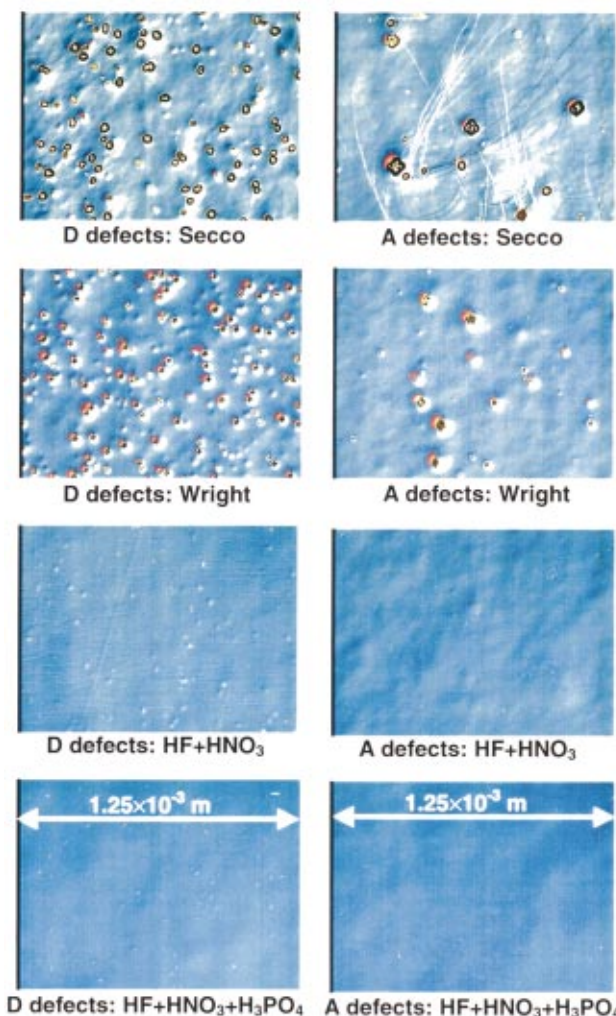 D defects: Secco
A defects: Secco
D defects: Wright
A defects: Wright
D defects: HF+HNO₃
A defects: HF+HNO₃
1.25×10⁻³ m
1.25×10⁻³ m
D defects: HF+HNO₃+H₃PO₄
A defects: HF+HNO₃+H₃PO